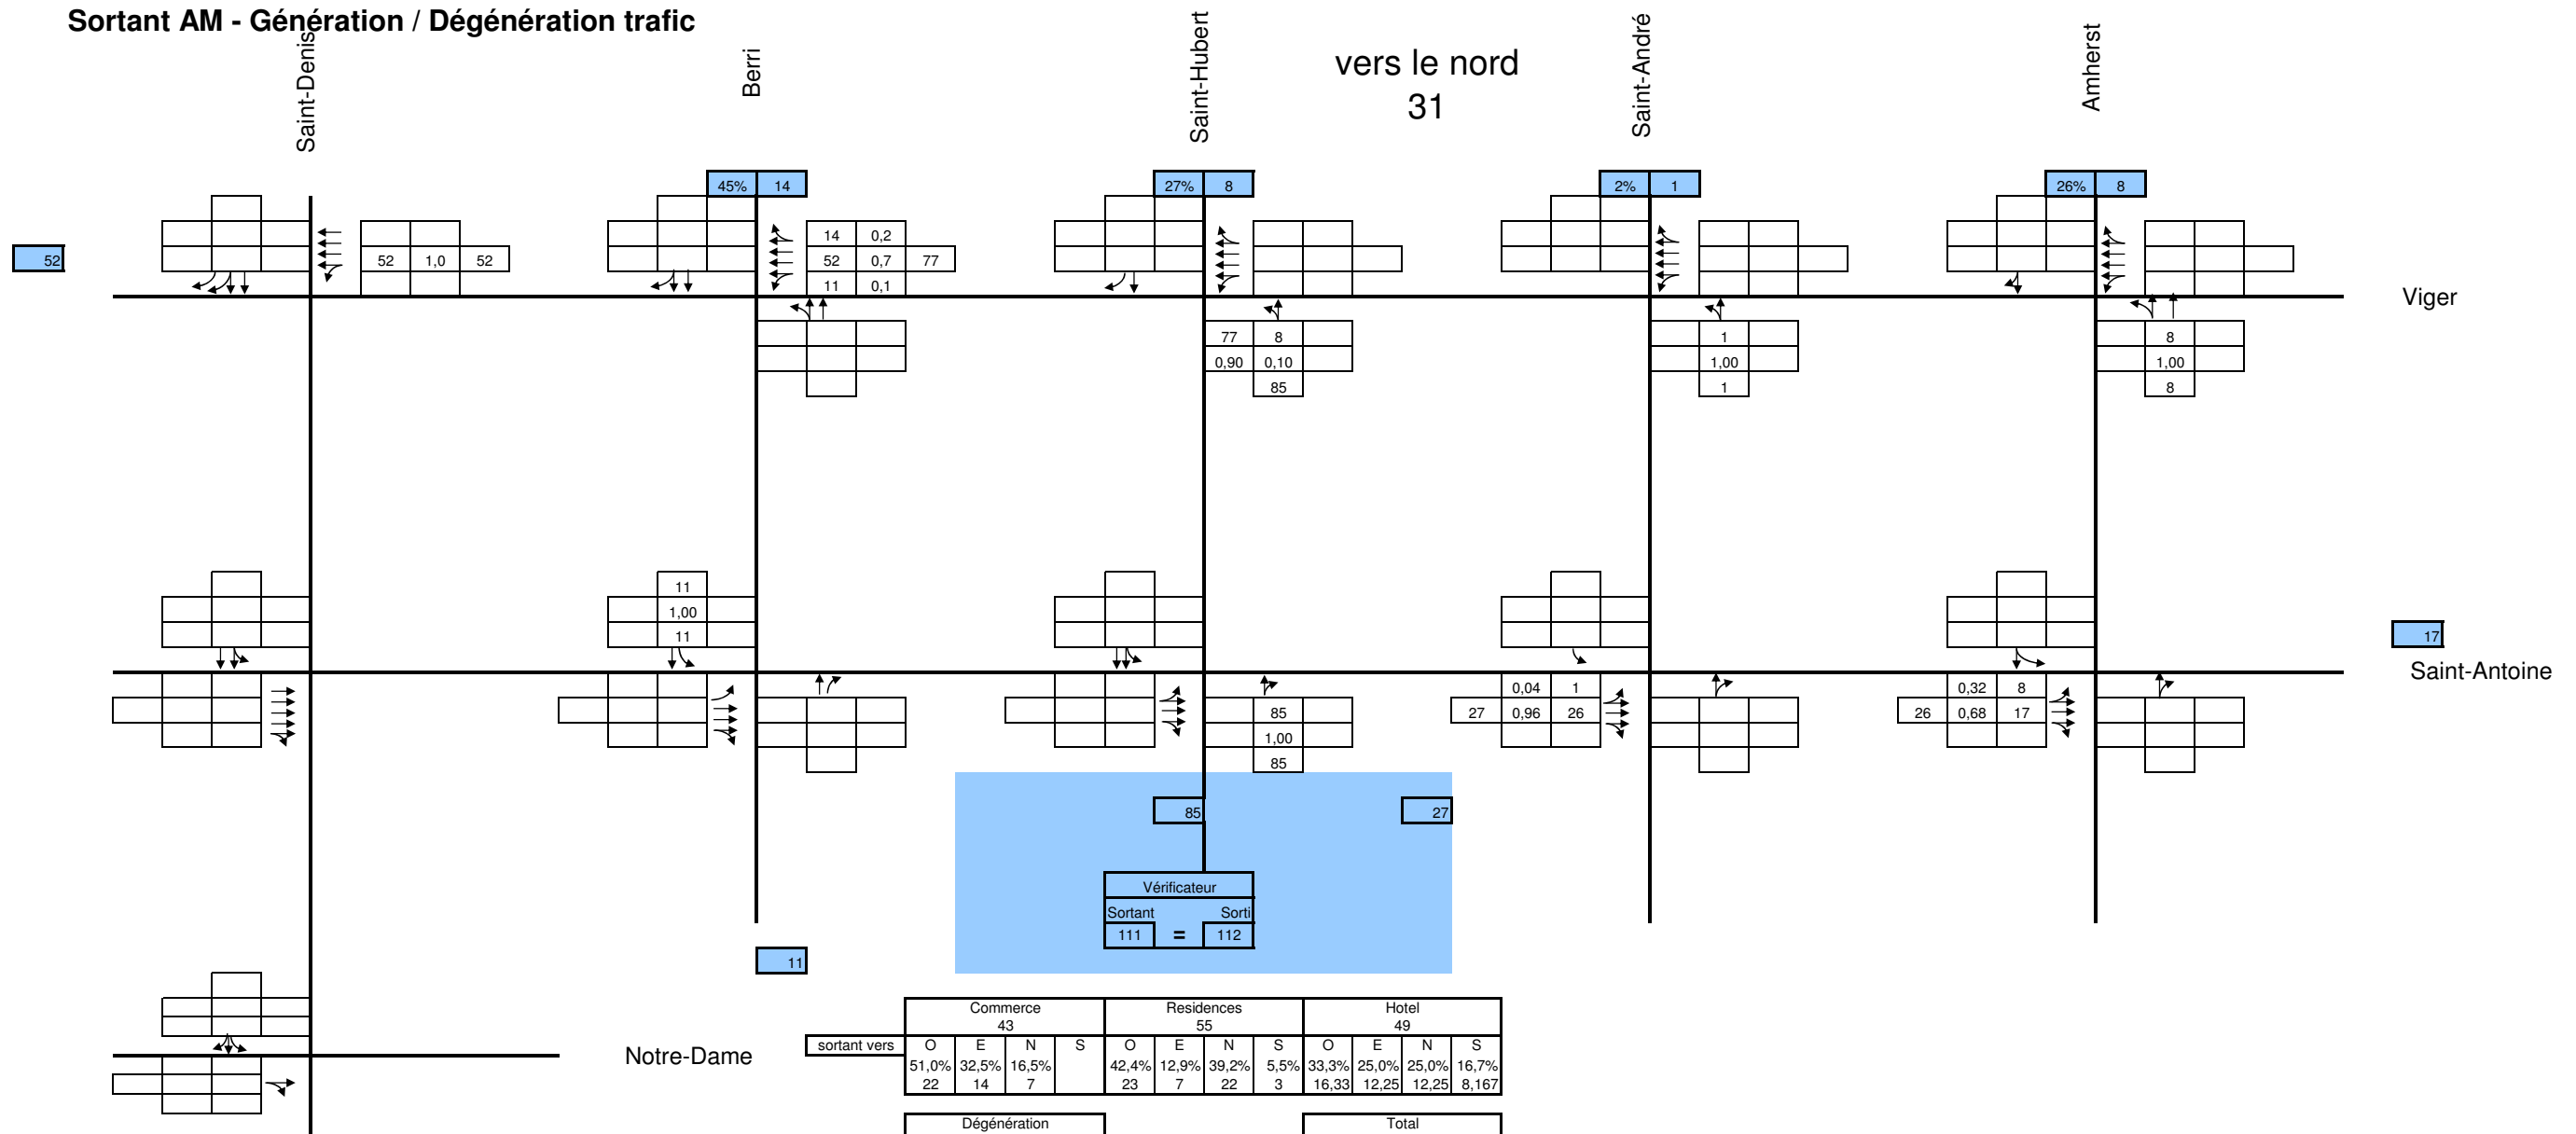 Sortant AM - Génération / Dégénération trafic
Saint-Denis
Berri
Saint-Hubert
vers le nord
31
Saint-André
Amherst
45% 14
27% 8
2% 1
26% 8
14 0,2
52
52 1,0 52
52 0,7 77
11 0,1
Viger
77 8
1
8
0,90 0,10
1,00
1,00
85
1
8
11
1,00
11
17
Saint-Antoine
0,04 1
0,32 8
85
27 0,96 26
26 0,68 17
1,00
85
85
27
Vérificateur
Sortant Sorti
111 = 112
11
Commerce Residences Hotel
43 55 49
Notre-Dame
sortant vers O E N S O E N S O E N S
51,0% 32,5% 16,5% 42,4% 12,9% 39,2% 5,5% 33,3% 25,0% 25,0% 16,7%
22 14 7 23 7 22 3 16,33 12,25 12,25 8,167
Dégénération Total